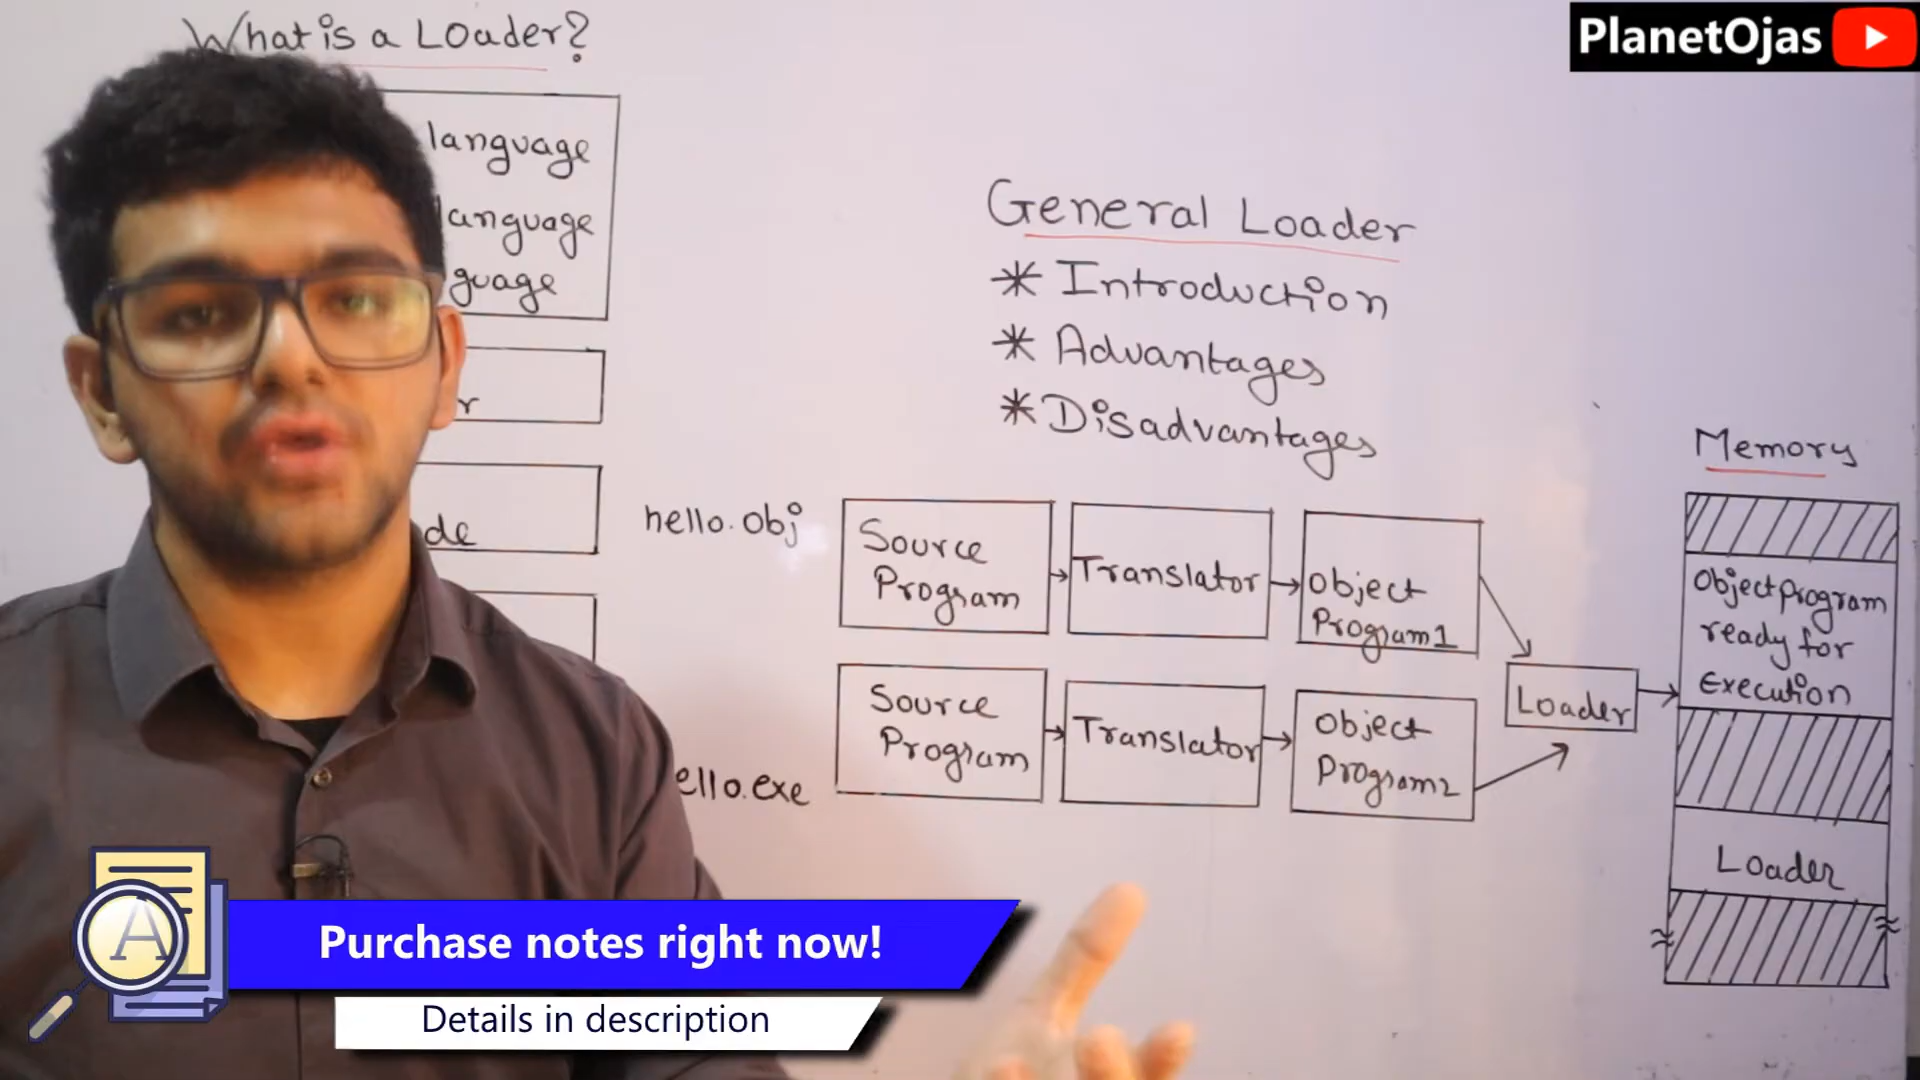 What is a Loader?
language
language
guage
r
de
hello.obj
ello.exe
PlanetOjas
General Loader
* Introduction
* Advantages
* Disadvantages
Source
Program
Translator
Object
Program1
Source
Program
Translator
Object
Program2
Loader
Memory
Object Program
ready for
Execution
Loader
A
Purchase notes right now!
Details in description